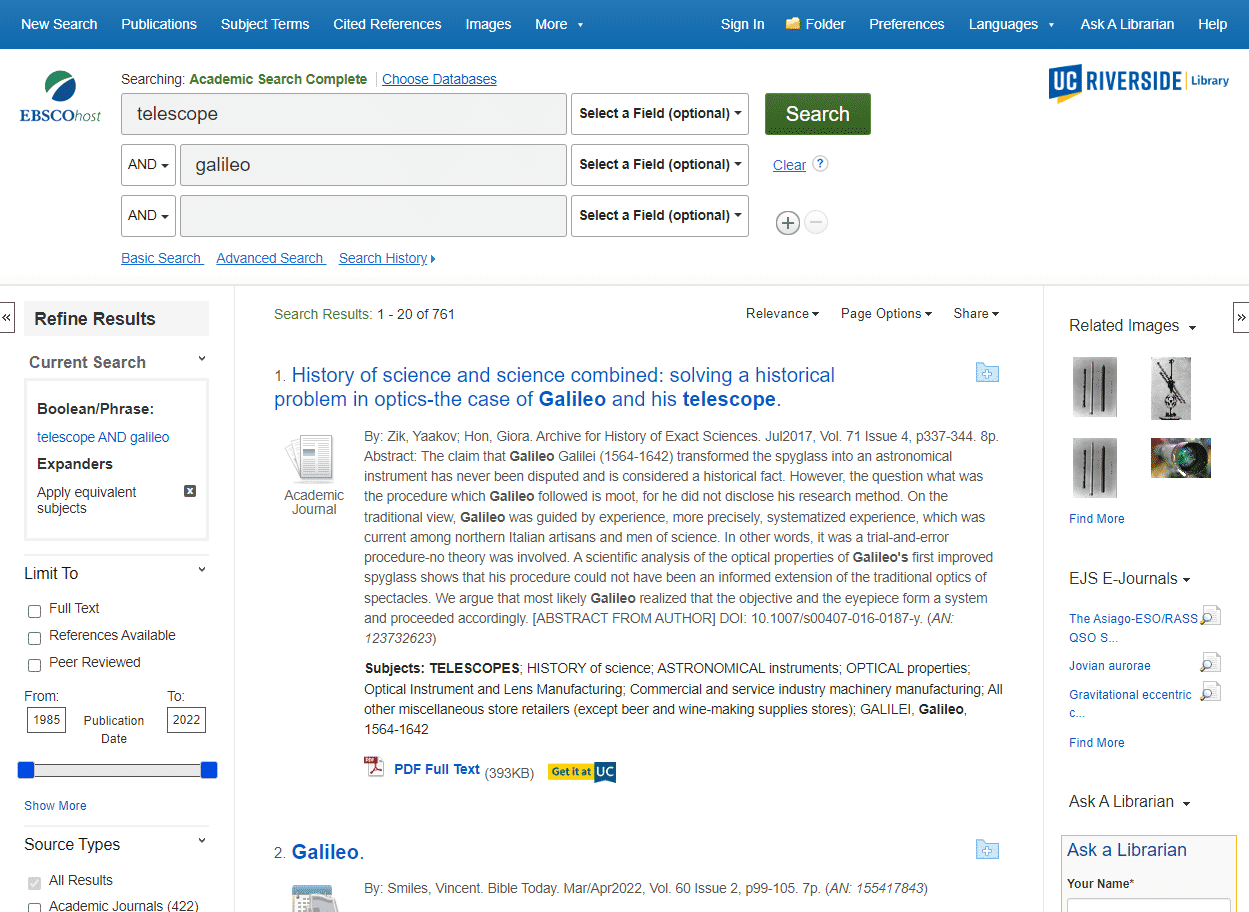 New Search Publications Subject Terms Cited References Images More Sign In Folder Preferences Languages Ask A Librarian Help
EBSCOhost
Searching: Academic Search Complete Choose Databases
UC RIVERSIDE Library
telescope Select a Field (optional) Search
AND galileo Select a Field (optional) Clear ?
AND Select a Field (optional)
Basic Search Advanced Search Search History
«
Refine Results
Current Search
Boolean/Phrase:
telescope AND galileo
Expanders
Apply equivalent
subjects
Limit To
Full Text
References Available
Peer Reviewed
From: To:
1985 Publication 2022
Date
Show More
Source Types
All Results
Academic Journals (422)
Search Results: 1 - 20 of 761 Relevance Page Options Share
1. History of science and science combined: solving a historical
problem in optics-the case of Galileo and his telescope.
Academic
Journal
By: Zik, Yaakov; Hon, Giora. Archive for History of Exact Sciences. Jul2017, Vol. 71 Issue 4, p337-344. 8p.
Abstract: The claim that Galileo Galilei (1564-1642) transformed the spyglass into an astronomical
instrument has never been disputed and is considered a historical fact. However, the question what was
the procedure which Galileo followed is moot, for he did not disclose his research method. On the
traditional view, Galileo was guided by experience, more precisely, systematized experience, which was
current among northern Italian artisans and men of science. In other words, it was a trial-and-error
procedure-no theory was involved. A scientific analysis of the optical properties of Galileo's first improved
spyglass shows that his procedure could not have been an informed extension of the traditional optics of
spectacles. We argue that most likely Galileo realized that the objective and the eyepiece form a system
and proceeded accordingly. [ABSTRACT FROM AUTHOR] DOI: 10.1007/s00407-016-0187-y. (AN:
123732623)
Subjects: TELESCOPES; HISTORY of science; ASTRONOMICAL instruments; OPTICAL properties;
Optical Instrument and Lens Manufacturing; Commercial and service industry machinery manufacturing; All
other miscellaneous store retailers (except beer and wine-making supplies stores); GALILEI, Galileo,
1564-1642
PDF Full Text (393KB) Get it at UC
2. Galileo.
By: Smiles, Vincent. Bible Today. Mar/Apr2022, Vol. 60 Issue 2, p99-105. 7p. (AN: 155417843)
»
Related Images
Find More
EJS E-Journals
The Asiago-ESO/RASS
QSO S...
Jovian aurorae
Gravitational eccentric
c...
Find More
Ask A Librarian
Ask a Librarian
Your Name*